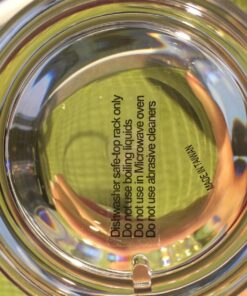 Dishwasher safe-top rack only
Do not use boiling liquids
Do not use in Microwave oven
Do not use abrasive cleaners
MADE IN TAIWAN